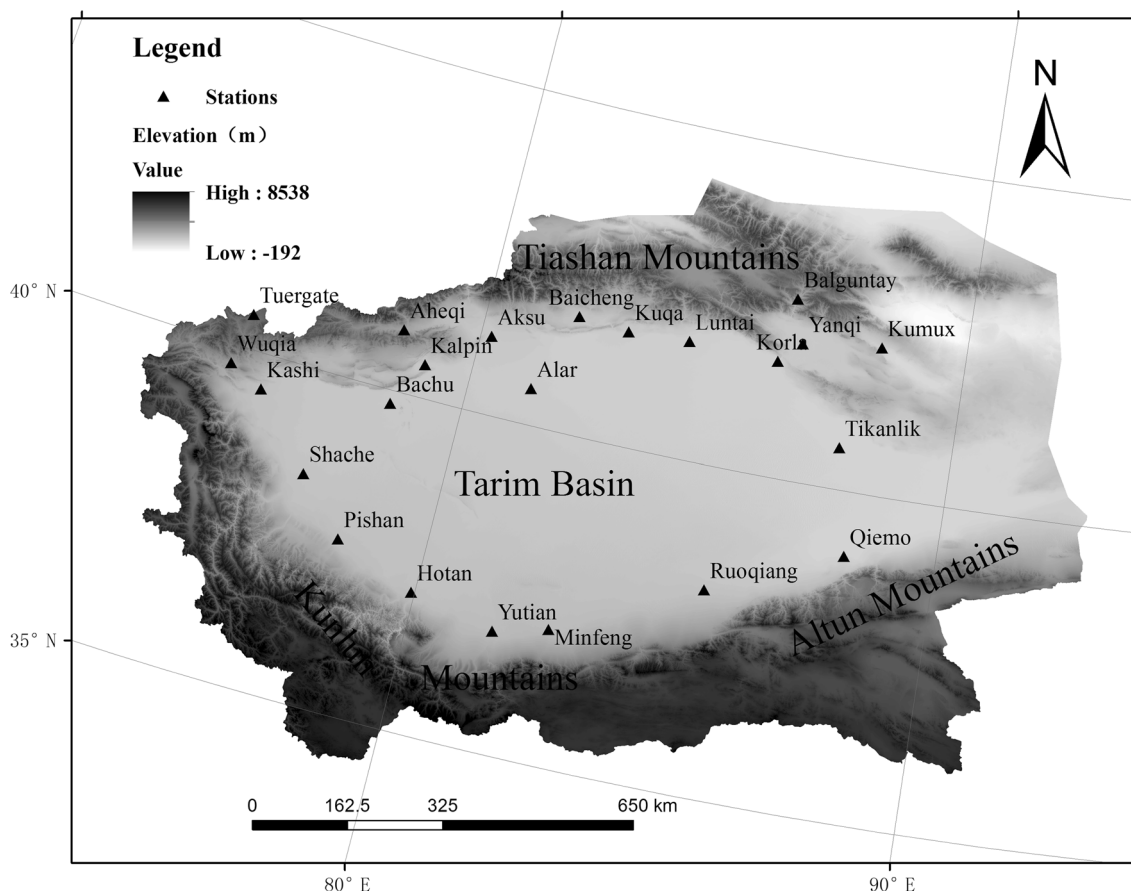 Legend
N
Stations
Elevation（m）
Value
High : 8538
Low : -192
Tiashan Mountains
40° N
Tuergate
Balguntay
Aheqi
Aksu
Baicheng
Kuqa
Luntai
Yanqi
Kumux
Wuqia
Kalpin
Korla
Kashi
Bachu
Alar
Tikanlik
Shache
Tarim Basin
Pishan
Qiemo
Hotan
Ruoqiang
Altun Mountains
Kunlun
Yutian
Minfeng
35° N
Mountains
0
162.5
325
650 km
80° E
90° E